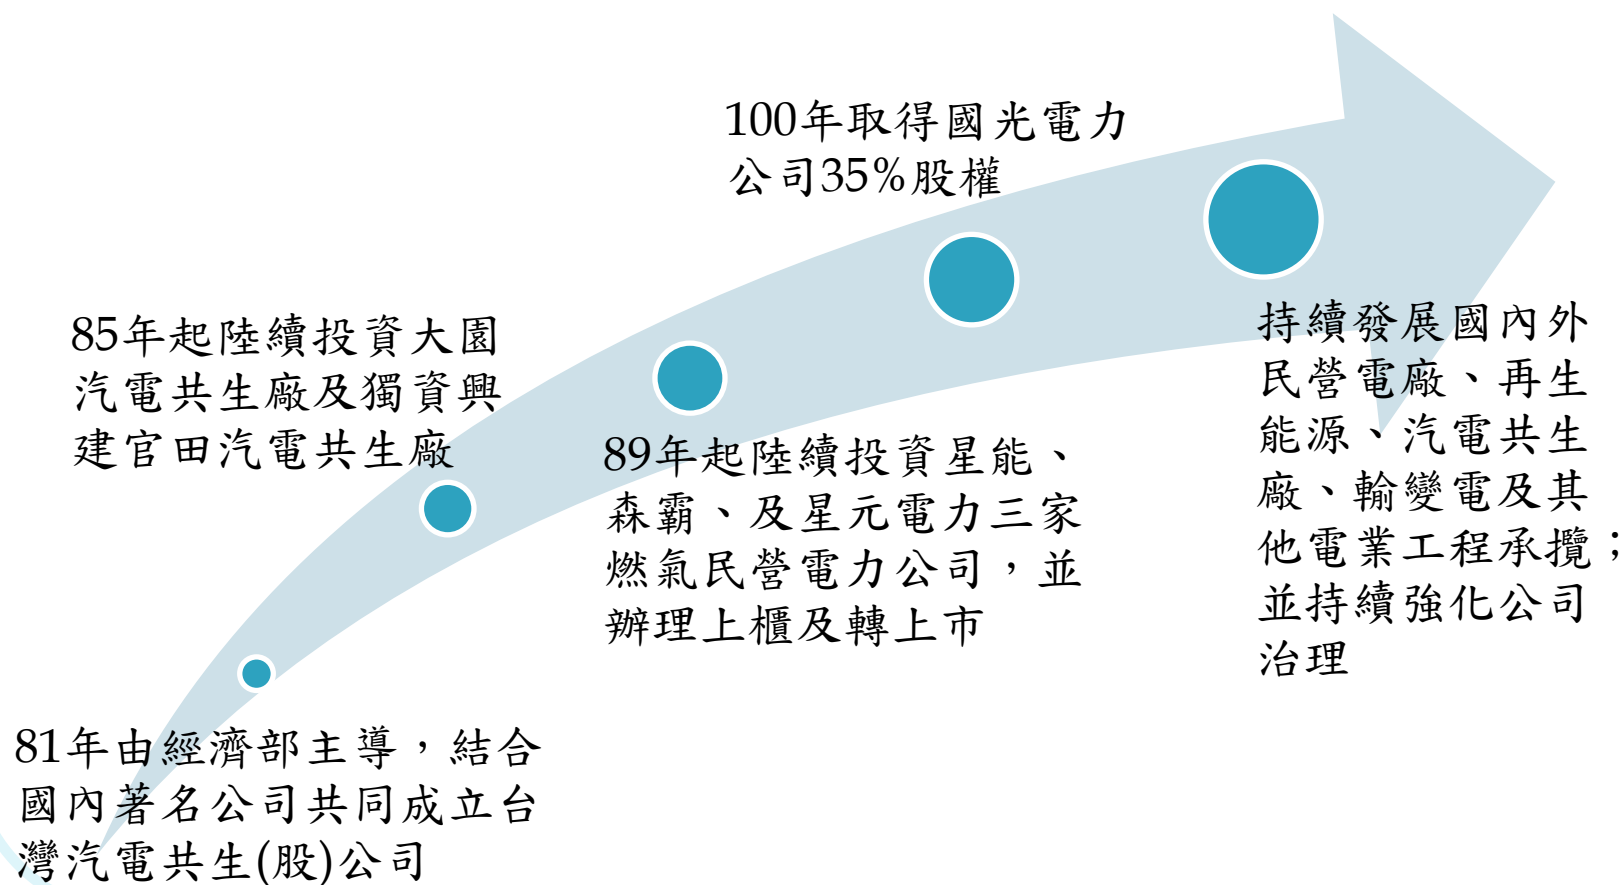 100年取得國光電力
公司35%股權
85年起陸續投資大園
汽電共生廠及獨資興
建官田汽電共生廠
持續發展國內外
民營電廠、再生
能源、汽電共生
廠、輸變電及其
他電業工程承攬；
並持續強化公司
治理
89年起陸續投資星能、
森霸、及星元電力三家
燃氣民營電力公司，並
辦理上櫃及轉上市
81年由經濟部主導，結合
國內著名公司共同成立台
灣汽電共生(股)公司